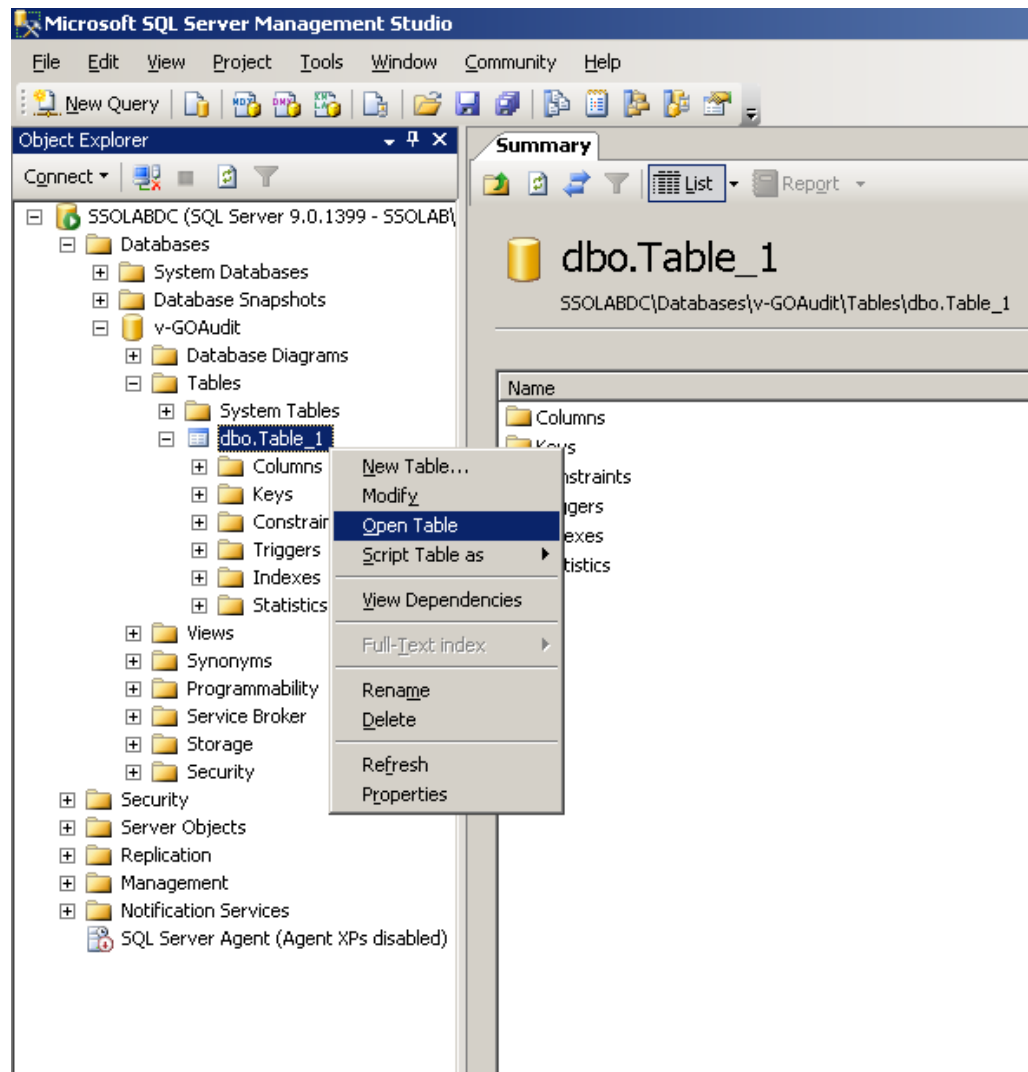 Microsoft SQL Server Management Studio
File Edit View Project Tools Window Community Help
New Query
Object Explorer
Connect
SSOLABDC (SQL Server 9.0.1399 - SSOLAB\
Databases
System Databases
Database Snapshots
v-GOAudit
Database Diagrams
Tables
System Tables
dbo.Table_1
Columns
Keys
Constrain
Triggers
Indexes
Statistics
Views
Synonyms
Programmability
Service Broker
Storage
Security
Security
Server Objects
Replication
Management
Notification Services
SQL Server Agent (Agent XPs disabled)
New Table...
Modify
Open Table
Script Table as
View Dependencies
Full-Text index
Rename
Delete
Refresh
Properties
Summary
List Report
dbo.Table_1
SSOLABDC\Databases\v-GOAudit\Tables\dbo.Table_1
Name
Columns
Keys
nstraints
ggers
exes
tistics